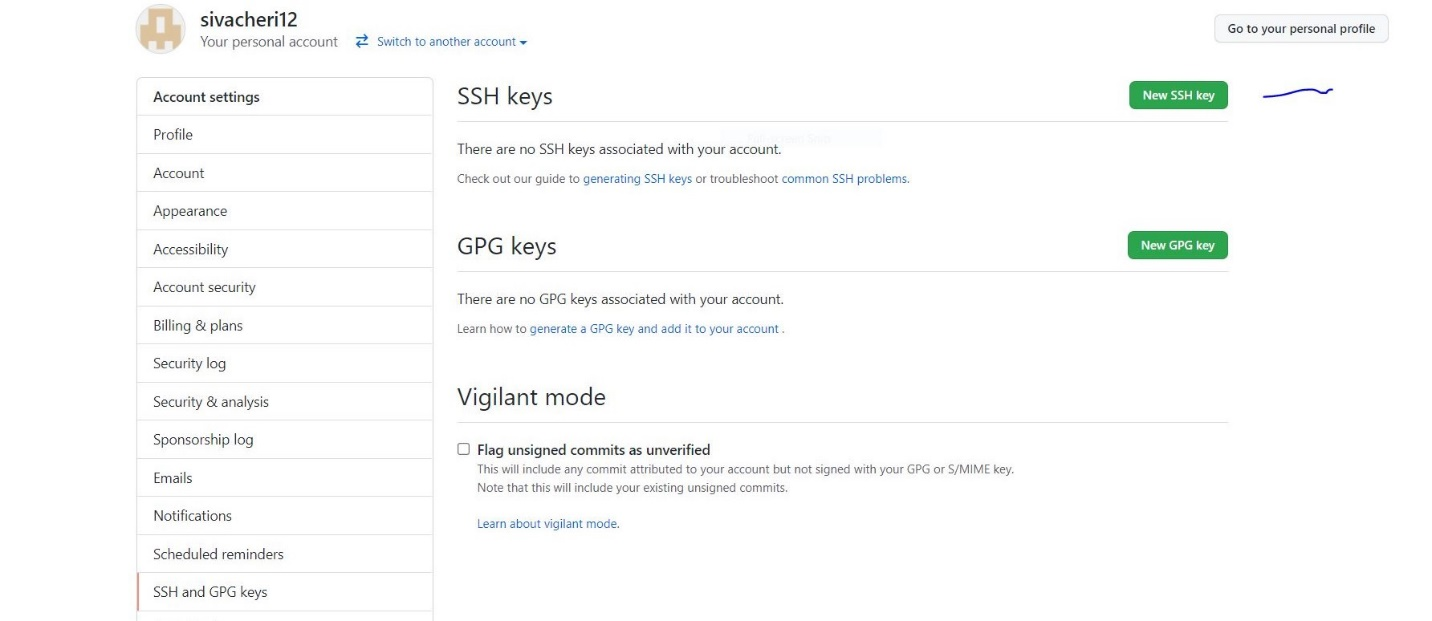 sivacheri12
Your personal account Switch to another account
Go to your personal profile
Account settings
Profile
Account
Appearance
Accessibility
Account security
Billing & plans
Security log
Security & analysis
Sponsorship log
Emails
Notifications
Scheduled reminders
SSH and GPG keys
SSH keys
New SSH key
There are no SSH keys associated with your account.
Check out our guide to generating SSH keys or troubleshoot common SSH problems.
GPG keys
New GPG key
There are no GPG keys associated with your account.
Learn how to generate a GPG key and add it to your account .
Vigilant mode
Flag unsigned commits as unverified
This will include any commit attributed to your account but not signed with your GPG or S/MIME key.
Note that this will include your existing unsigned commits.
Learn about vigilant mode.